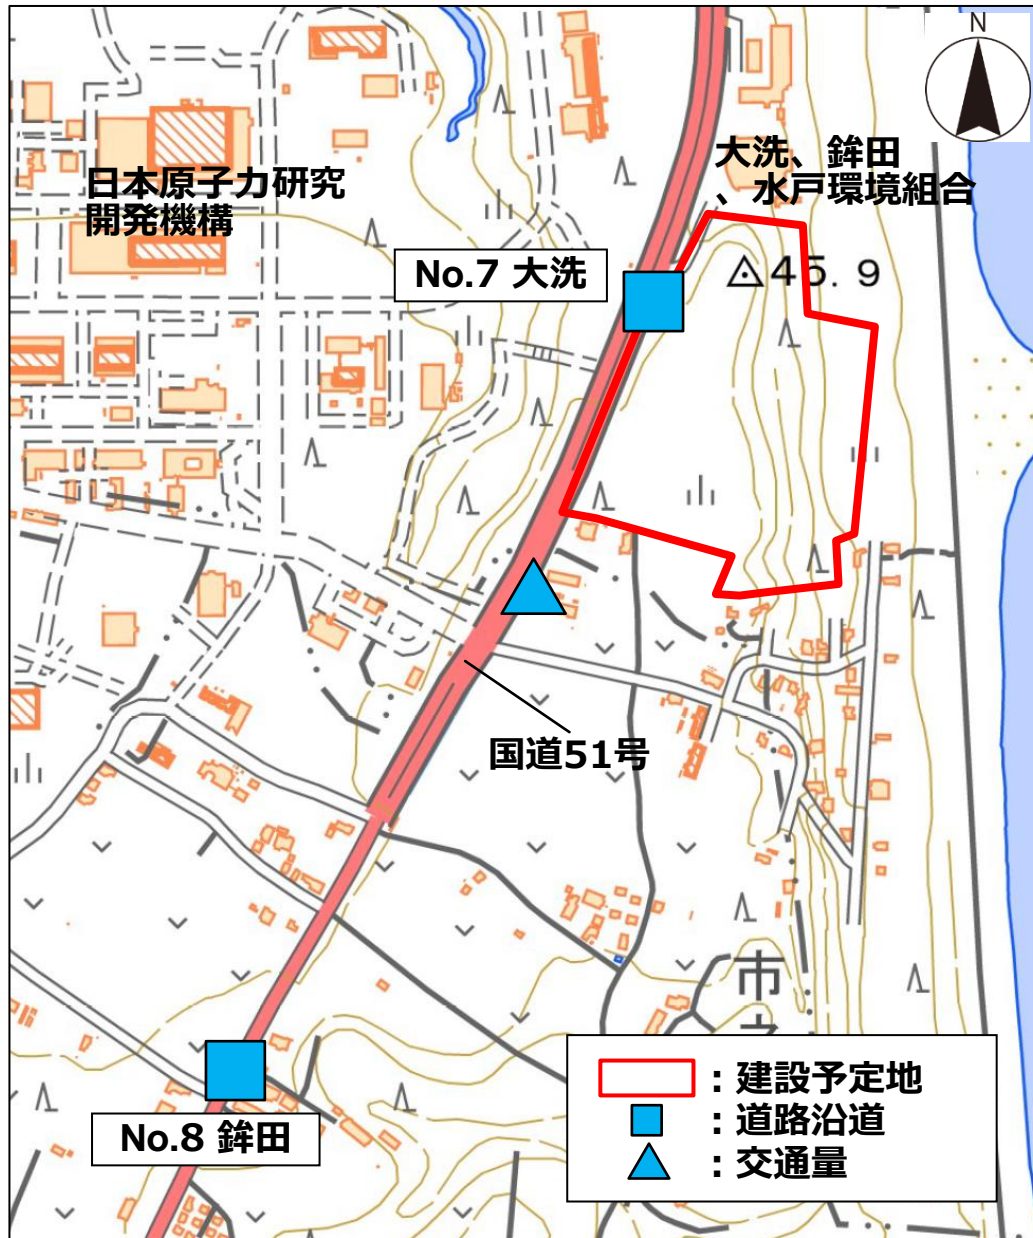 N
大洗、鉾田
、水戸環境組合
日本原子力研究
開発機構
No.7 大洗
45.9
国道51号
市
No.8 鉾田
：建設予定地
：道路沿道
：交通量